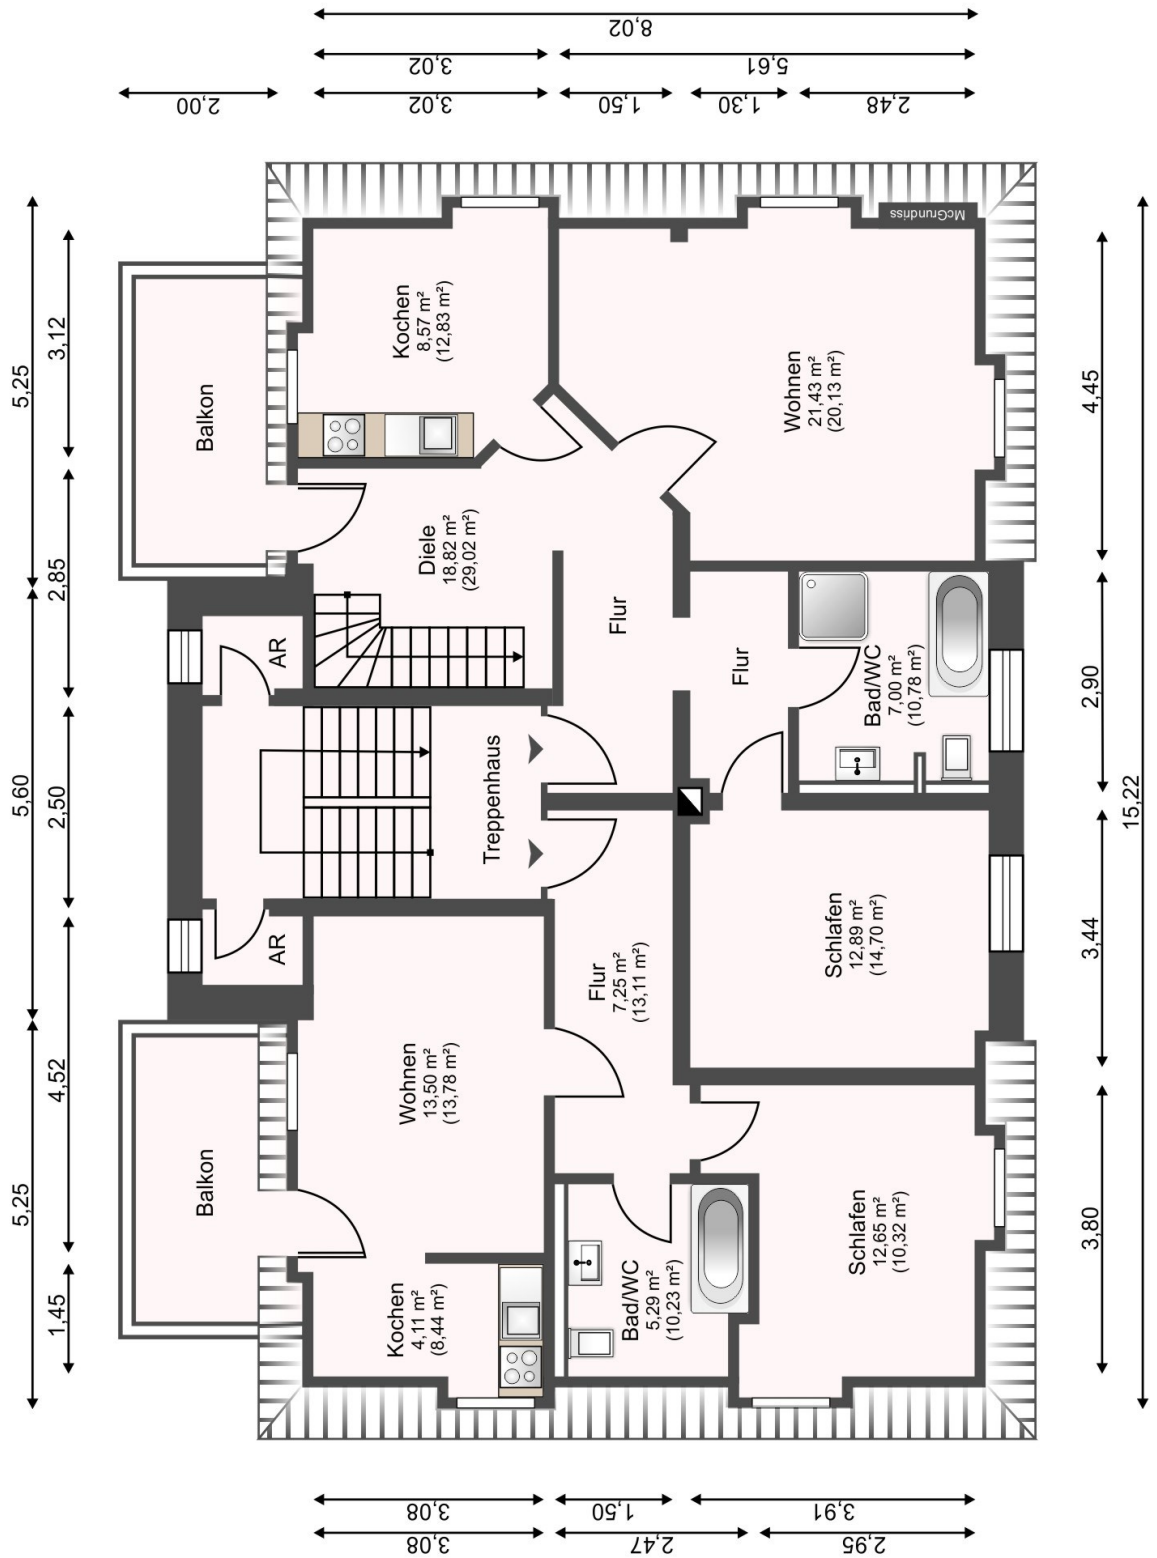 8,02
3,02
5,61
2,00
3,02
1,50
1,30
2,48
McGrundriss
5,25
3,12
Balkon
Kochen
8,57 m²
(12,83 m²)
Wohnen
21,43 m²
(20,13 m²)
4,45
2,85
Diele
18,82 m²
(29,02 m²)
Flur
Flur
AR
Bad/WC
7,00 m²
(10,78 m²)
2,90
5,60
2,50
Treppenhaus
15,22
AR
Flur
7,25 m²
(13,11 m²)
Schlafen
12,89 m²
(14,70 m²)
3,44
4,52
Wohnen
13,50 m²
(13,78 m²)
Balkon
5,25
1,45
Kochen
4,11 m²
(8,44 m²)
Bad/WC
5,29 m²
(10,23 m²)
Schlafen
12,65 m²
(10,32 m²)
3,80
3,08
1,50
3,91
3,08
2,47
2,95